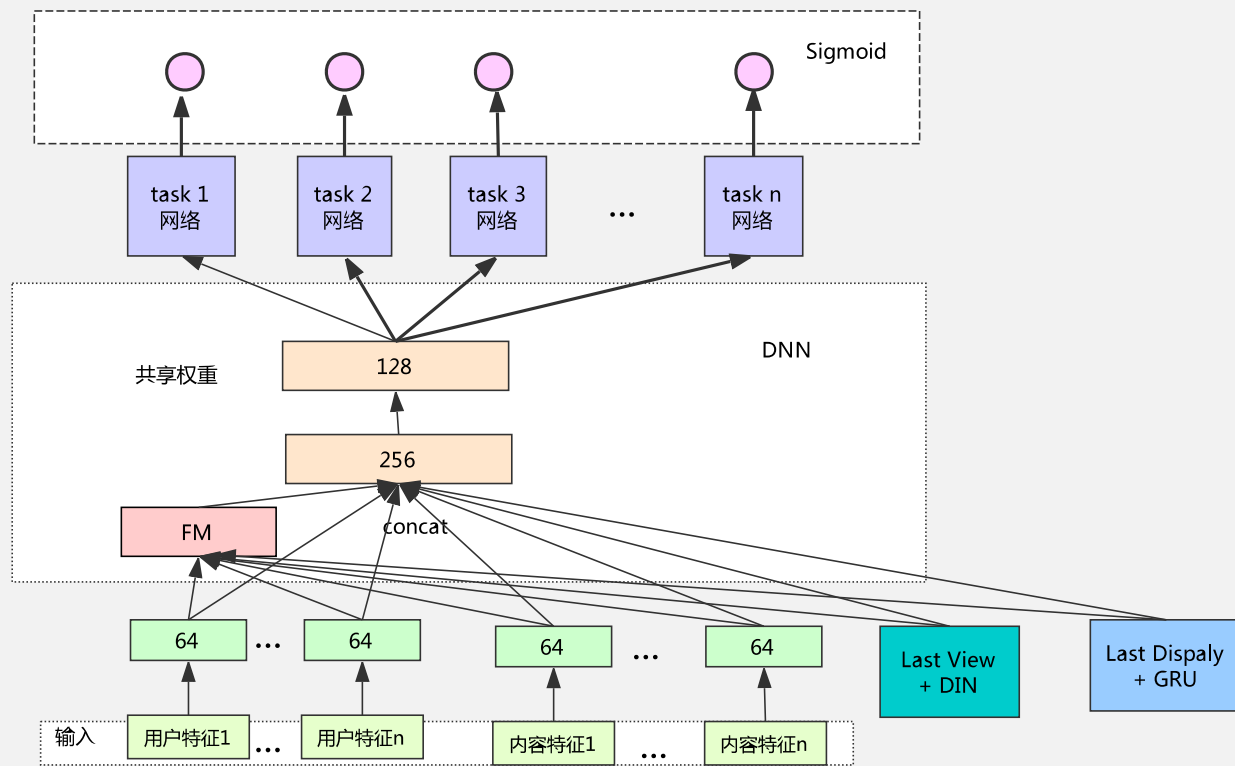 Sigmoid
task 1
网络
task 2
网络
task 3
网络
...
task n
网络
DNN
共享权重
128
256
concat
FM
64
...
64
64
...
64
Last View
+ DIN
Last Dispaly
+ GRU
输入
用户特征1
...
用户特征n
内容特征1
...
内容特征n